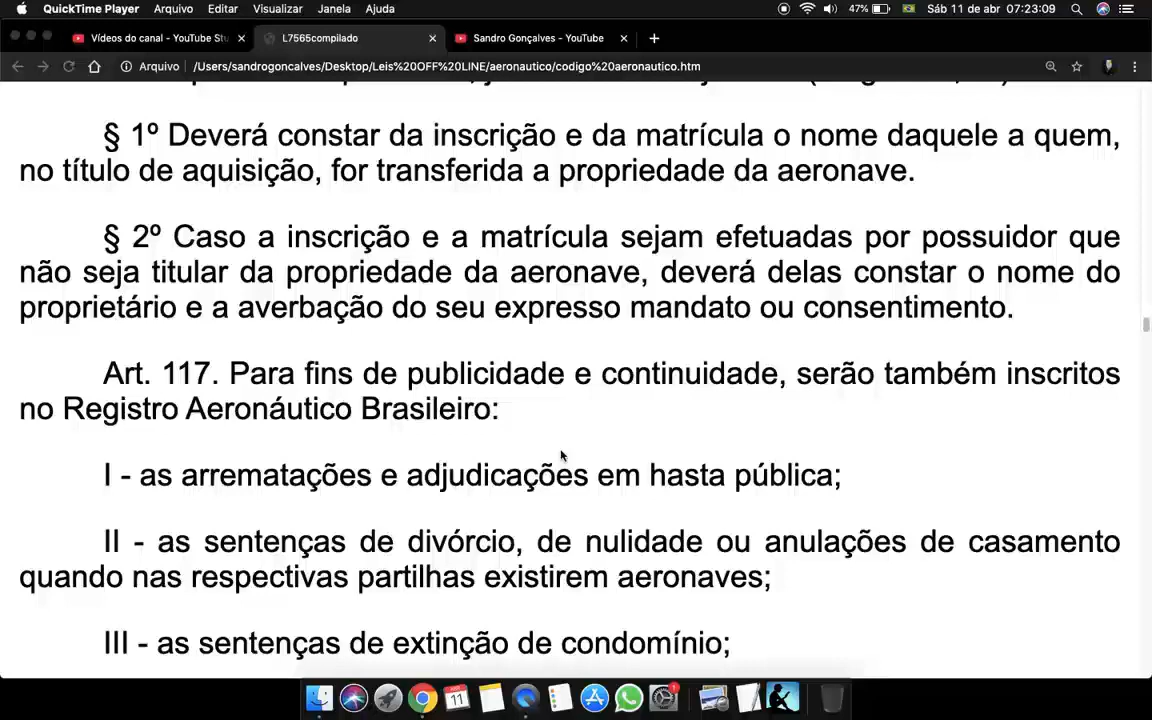 QuickTime Player Arquivo Editar Visualizar Janela Ajuda 47% Sáb 11 de abr 07:23:09
Vídeos do canal - YouTube Stu L7565compilado Sandro Gonçalves - YouTube
Arquivo /Users/sandrogoncalves/Desktop/Leis%20OFF%20LINE/aeronautico/codigo%20aeronautico.htm
§ 1º Deverá constar da inscrição e da matrícula o nome daquele a quem,
no título de aquisição, for transferida a propriedade da aeronave.
§ 2º Caso a inscrição e a matrícula sejam efetuadas por possuidor que
não seja titular da propriedade da aeronave, deverá delas constar o nome do
proprietário e a averbação do seu expresso mandato ou consentimento.
Art. 117. Para fins de publicidade e continuidade, serão também inscritos
no Registro Aeronáutico Brasileiro:
I - as arrematações e adjudicações em hasta pública;
II - as sentenças de divórcio, de nulidade ou anulações de casamento
quando nas respectivas partilhas existirem aeronaves;
III - as sentenças de extinção de condomínio;
11
1